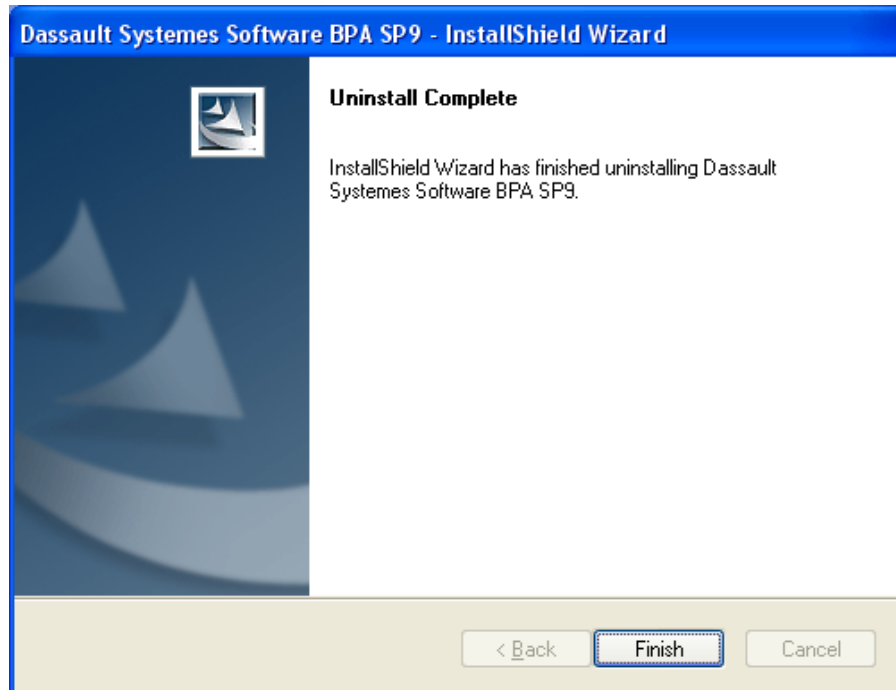 Dassault Systemes Software BPA SP9 - InstallShield Wizard
Uninstall Complete
InstallShield Wizard has finished uninstalling Dassault
Systemes Software BPA SP9.
< Back
Finish
Cancel